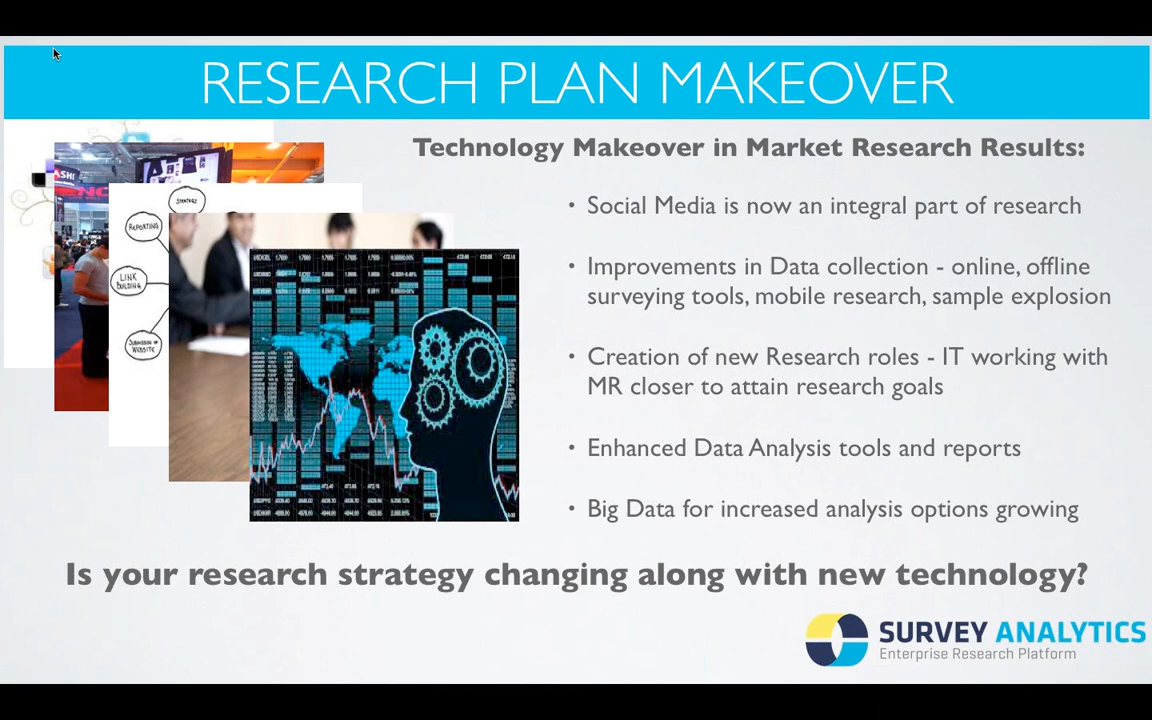 RESEARCH PLAN MAKEOVER
Technology Makeover in Market Research Results:
• Social Media is now an integral part of research
• Improvements in Data collection - online, offline
surveying tools, mobile research, sample explosion
• Creation of new Research roles - IT working with
MR closer to attain research goals
• Enhanced Data Analysis tools and reports
• Big Data for increased analysis options growing
STRATEGY
REPORTING
LINK
BUILDING
SUBMISSION OF
WEBSITE
Is your research strategy changing along with new technology?
SURVEY ANALYTICS
Enterprise Research Platform